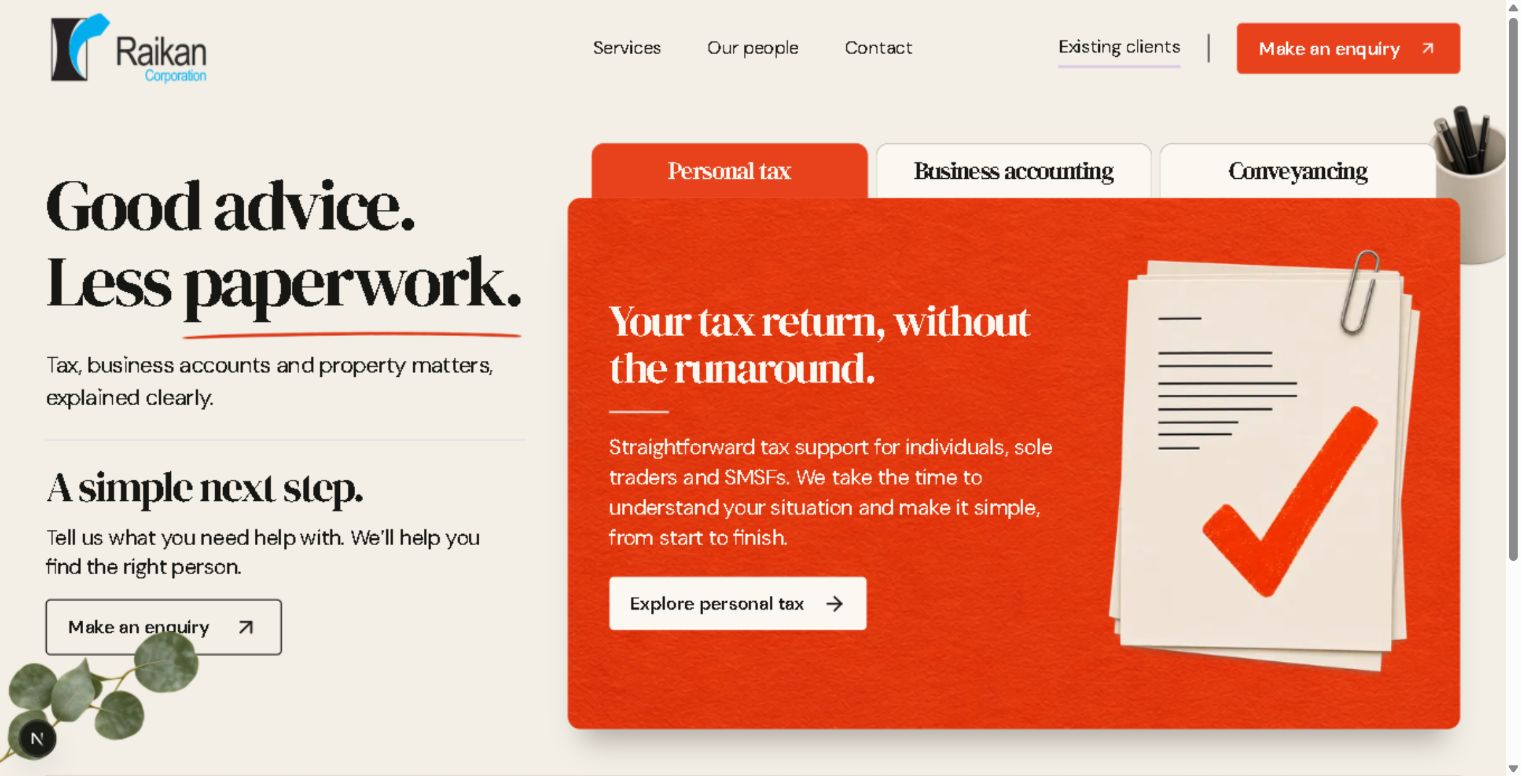 Raikan
Corporation
Services
Our people
Contact
Existing clients
Make an enquiry
Good advice.
Less paperwork.
Tax, business accounts and property matters,
explained clearly.
A simple next step.
Tell us what you need help with. We'll help you
find the right person.
Make an enquiry
N
Personal tax
Business accounting
Conveyancing
Your tax return, without
the runaround.
Straightforward tax support for individuals, sole
traders and SMSFs. We take the time to
understand your situation and make it simple,
from start to finish.
Explore personal tax